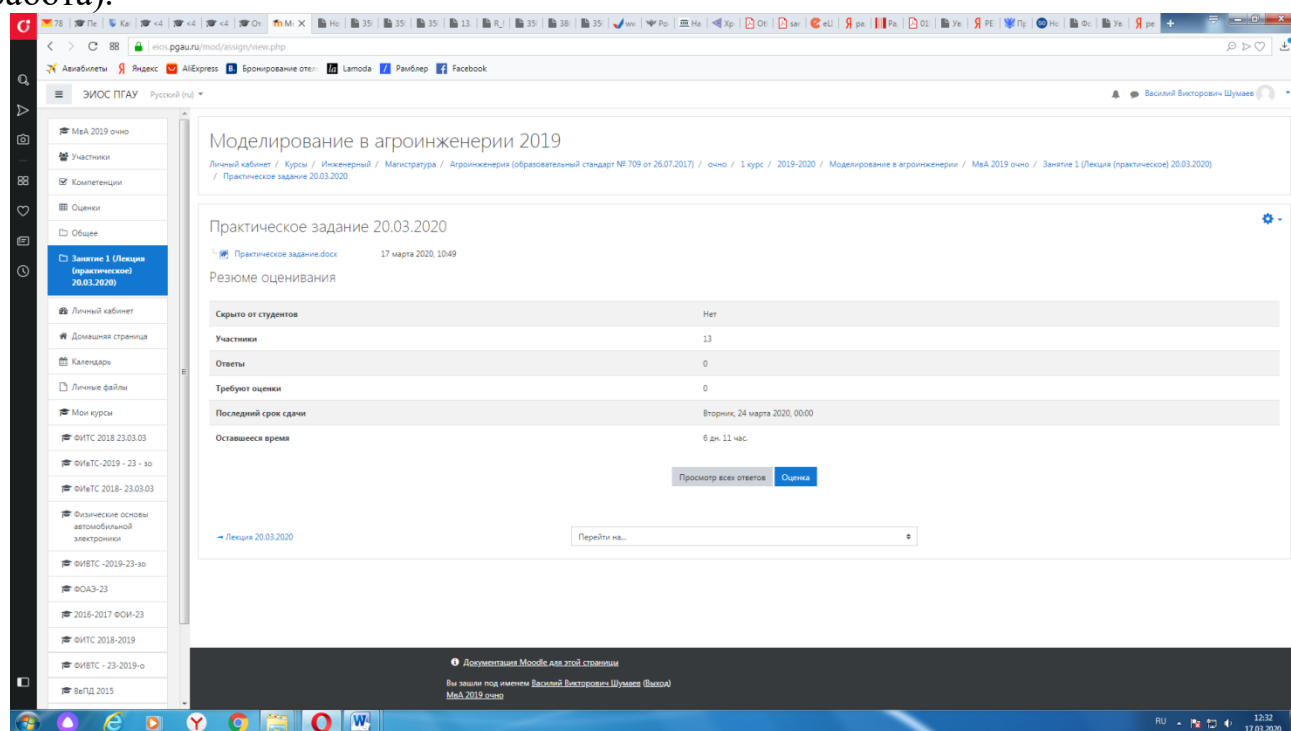 работа).
eios.pgau.ru/mod/assign/view.php
Авиабилеты Яндекс AliExpress Бронирование отел Lamoda Рамблер Facebook
ЭИОС ПГАУ Русский (ru) Василий Викторович Шумаев
МвА 2019 очно
Участники
Компетенции
Оценки
Общее
Занятие 1 (Лекция
(практическое)
20.03.2020)
Личный кабинет
Домашняя страница
Календарь
Личные файлы
Мои курсы
ФИТС 2018 23.03.03
ФИвТС-2019 - 23 - зо
ФИвТС 2018- 23.03.03
Физические основы
автомобильной
электроники
ФИВТС -2019-23-зо
ФОАЭ-23
2016-2017 ФОИ-23
ФИТС 2018-2019
ФИВТС - 23-2019-о
ВвПД 2015
Моделирование в агроинженерии 2019
Личный кабинет / Курсы / Инженерный / Магистратура / Агроинженерия (образовательный стандарт № 709 от 26.07.2017) / очно / 1 курс / 2019-2020 / Моделирование в агроинженерии / МвА 2019 очно / Занятие 1 (Лекция (практическое) 20.03.2020)
/ Практическое задание 20.03.2020
Практическое задание 20.03.2020
Практическое задание.docx 17 марта 2020, 10:49
Резюме оценивания
Скрыто от студентов Нет
Участники 13
Ответы 0
Требуют оценки 0
Последний срок сдачи Вторник, 24 марта 2020, 00:00
Оставшееся время 6 дн. 11 час.
Просмотр всех ответов Оценка
→ Лекция 20.03.2020 Перейти на...
Документация Moodle для этой страницы
Вы зашли под именем Василий Викторович Шумаев (Выход)
МвА 2019 очно
RU 12:32
17.03.2020